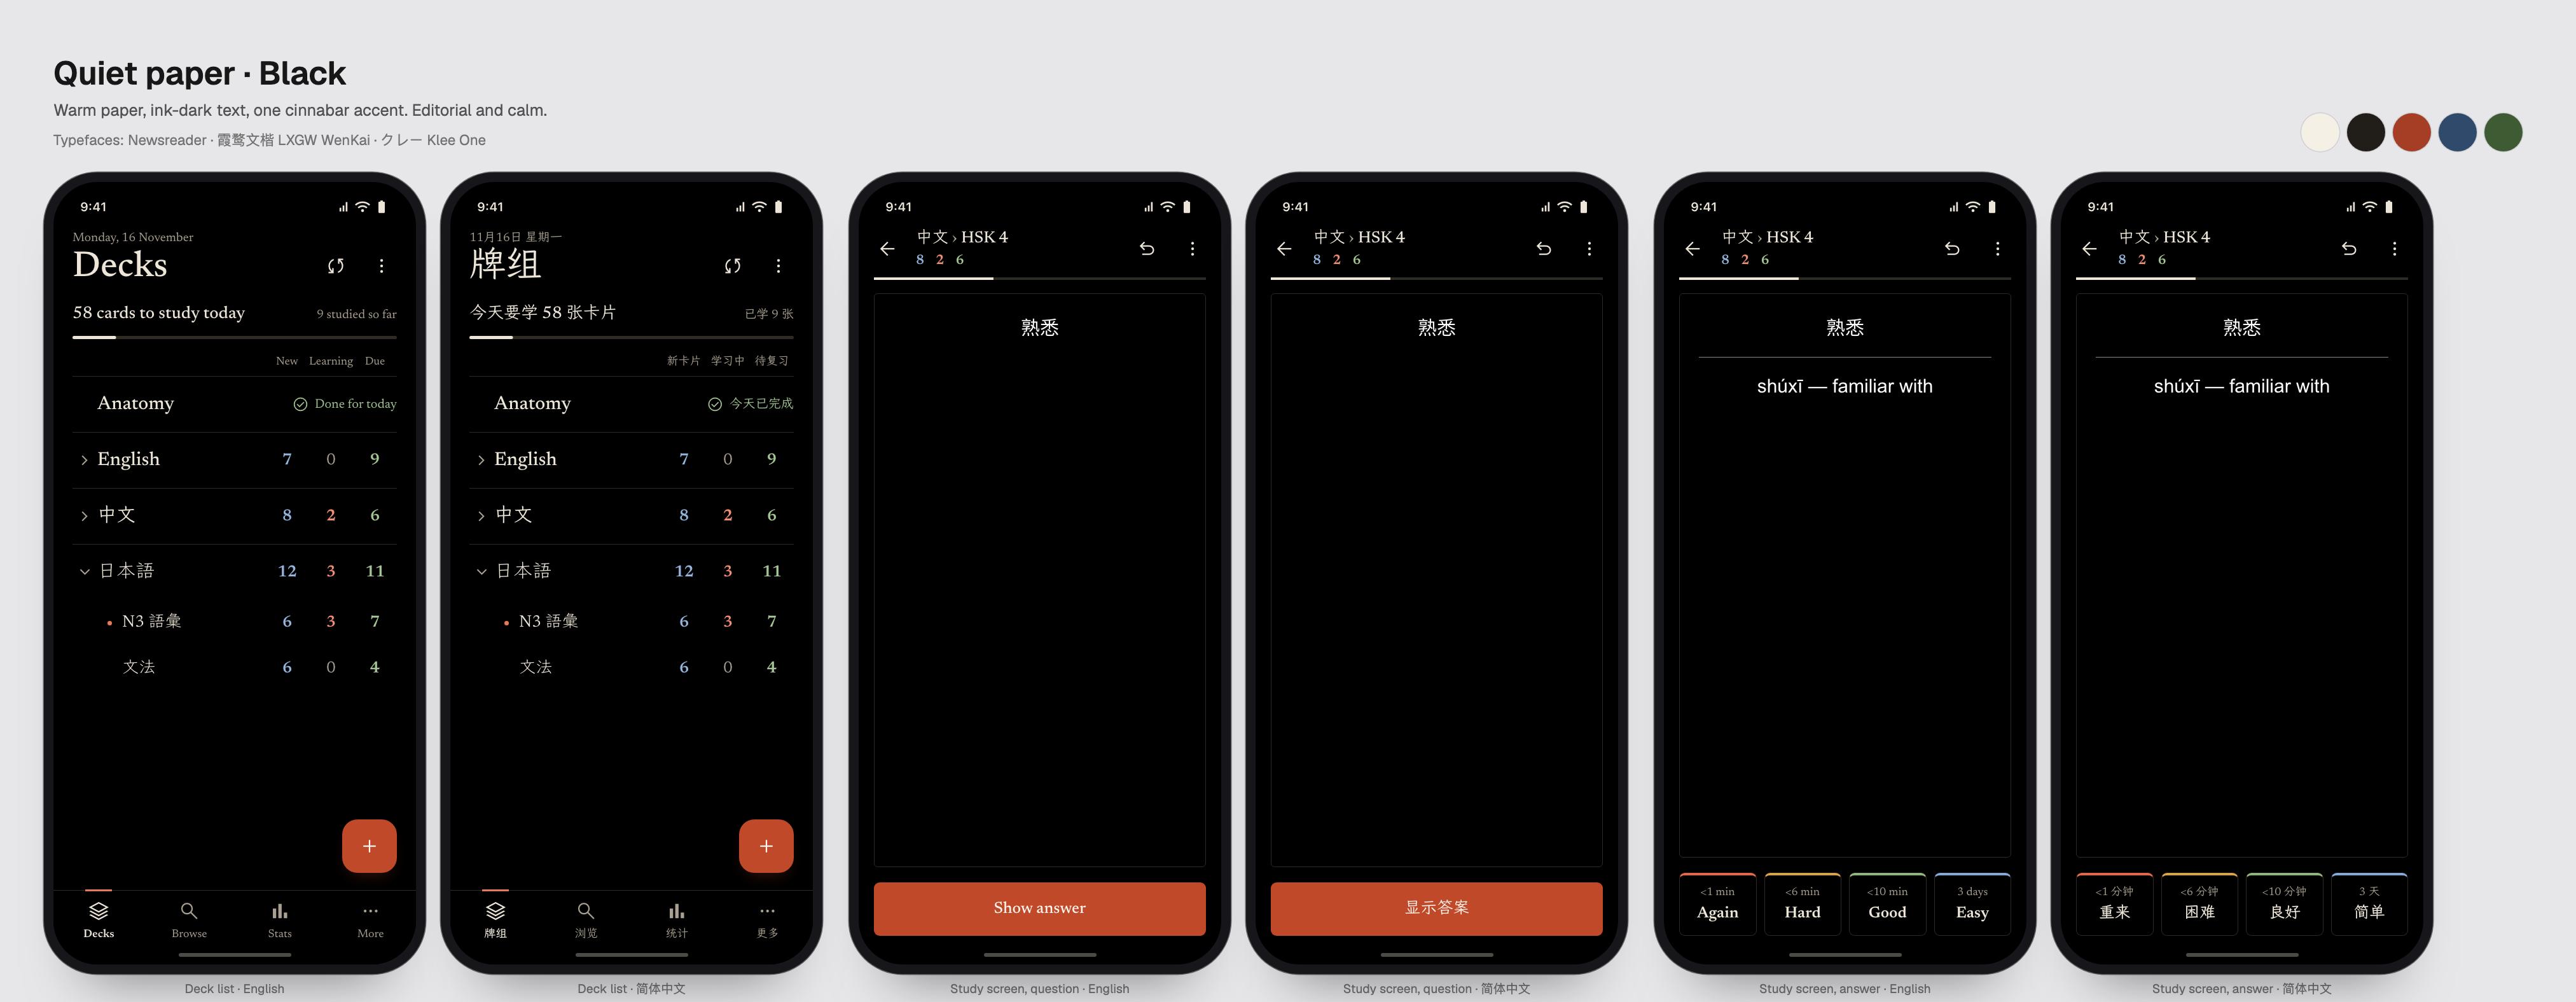 Quiet paper · Black
Warm paper, ink-dark text, one cinnabar accent. Editorial and calm.
Typefaces: Newsreader · 霞鹜文楷 LXGW WenKai · クレー Klee One
9:41
Monday, 16 November
Decks
58 cards to study today
9 studied so far
New Learning Due
Anatomy
Done for today
English 7 0 9
中文 8 2 6
日本語 12 3 11
N3 語彙 6 3 7
文法 6 0 4
+
Decks Browse Stats More
Deck list · English
9:41
11月16日 星期一
牌组
今天要学 58 张卡片
已学 9 张
新卡片 学习中 待复习
Anatomy
今天已完成
English 7 0 9
中文 8 2 6
日本語 12 3 11
N3 語彙 6 3 7
文法 6 0 4
+
牌组 浏览 统计 更多
Deck list · 简体中文
9:41
中文 › HSK 4
8 2 6
熟悉
Show answer
Study screen, question · English
9:41
中文 › HSK 4
8 2 6
熟悉
显示答案
Study screen, question · 简体中文
9:41
中文 › HSK 4
8 2 6
熟悉
shúxī — familiar with
<1 min <6 min <10 min 3 days
Again Hard Good Easy
Study screen, answer · English
9:41
中文 › HSK 4
8 2 6
熟悉
shúxī — familiar with
<1 分钟 <6 分钟 <10 分钟 3 天
重来 困难 良好 简单
Study screen, answer · 简体中文